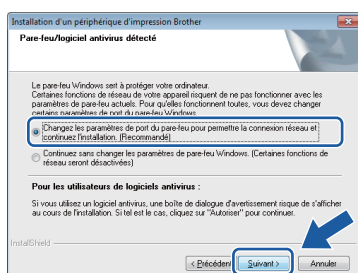 Installation d'un périphérique d'impression Brother
Pare-feu/logiciel antivirus détecté
Le pare-feu Windows sert à protéger votre ordinateur.
Certaines fonctions de réseau de votre appareil risquent de ne pas fonctionner avec les
paramètres de pare-feu actuels. Pour qu'elles fonctionnent toutes, vous devez changer
certains paramètres de port du pare-feu Windows.
Changez les paramètres de port du pare-feu pour permettre la connexion réseau et
continuez l'installation. (Recommandé)
Continuez sans changer les paramètres de pare-feu Windows. (Certaines fonctions de
réseau seront désactivées)
Pour les utilisateurs de logiciels antivirus :
Si vous utilisez un logiciel antivirus, une boîte de dialogue d'avertissement risque de s'afficher
au cours de l'installation. Si tel est le cas, cliquez sur "Autoriser" pour continuer.
InstallShield
< Précédent
Suivant >
Annuler